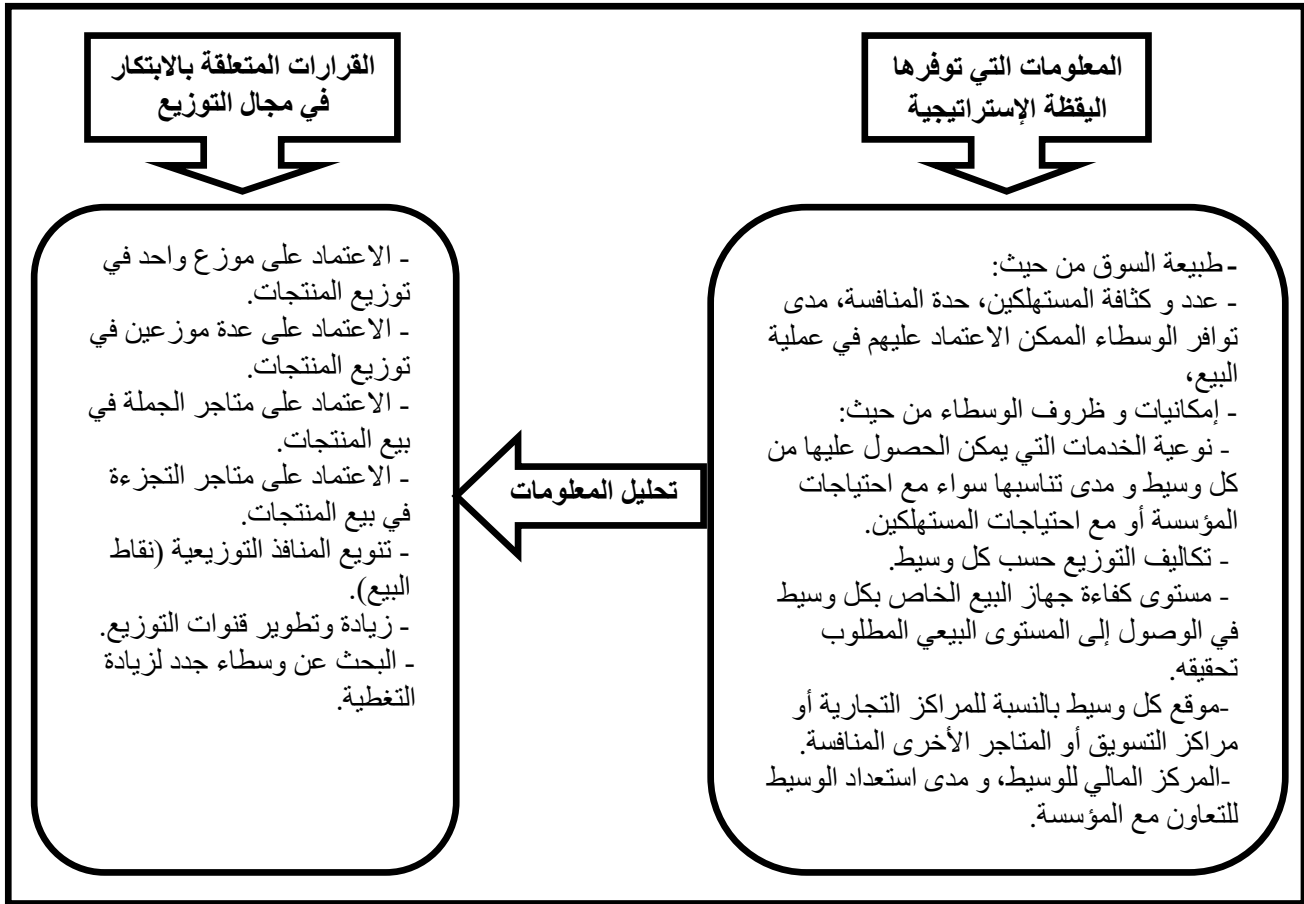 المعلومات التي توفرها
اليقظة الإستراتيجية
- طبيعة السوق من حيث:
- عدد و كثافة المستهلكين، حدة المنافسة، مدى
توافر الوسطاء الممكن الاعتماد عليهم في عملية
البيع،
- إمكانيات و ظروف الوسطاء من حيث:
- نوعية الخدمات التي يمكن الحصول عليها من
كل وسيط و مدى تناسبها سواء مع احتياجات
المؤسسة أو مع احتياجات المستهلكين.
- تكاليف التوزيع حسب كل وسيط.
- مستوى كفاءة جهاز البيع الخاص بكل وسيط
في الوصول إلى المستوى البيعي المطلوب
تحقيقه.
-موقع كل وسيط بالنسبة للمراكز التجارية أو
مراكز التسويق أو المتاجر الأخرى المنافسة.
-المركز المالي للوسيط، و مدى استعداد الوسيط
للتعاون مع المؤسسة.
تحليل المعلومات
القرارات المتعلقة بالابتكار
في مجال التوزيع
- الاعتماد على موزع واحد في
توزيع المنتجات.
- الاعتماد على عدة موزعين في
توزيع المنتجات.
- الاعتماد على متاجر الجملة في
بيع المنتجات.
- الاعتماد على متاجر التجزءة
في بيع المنتجات.
- تنويع المنافذ التوزيعية (نقاط
البيع).
- زيادة وتطوير قنوات التوزيع.
- البحث عن وسطاء جدد لزيادة
التغطية.